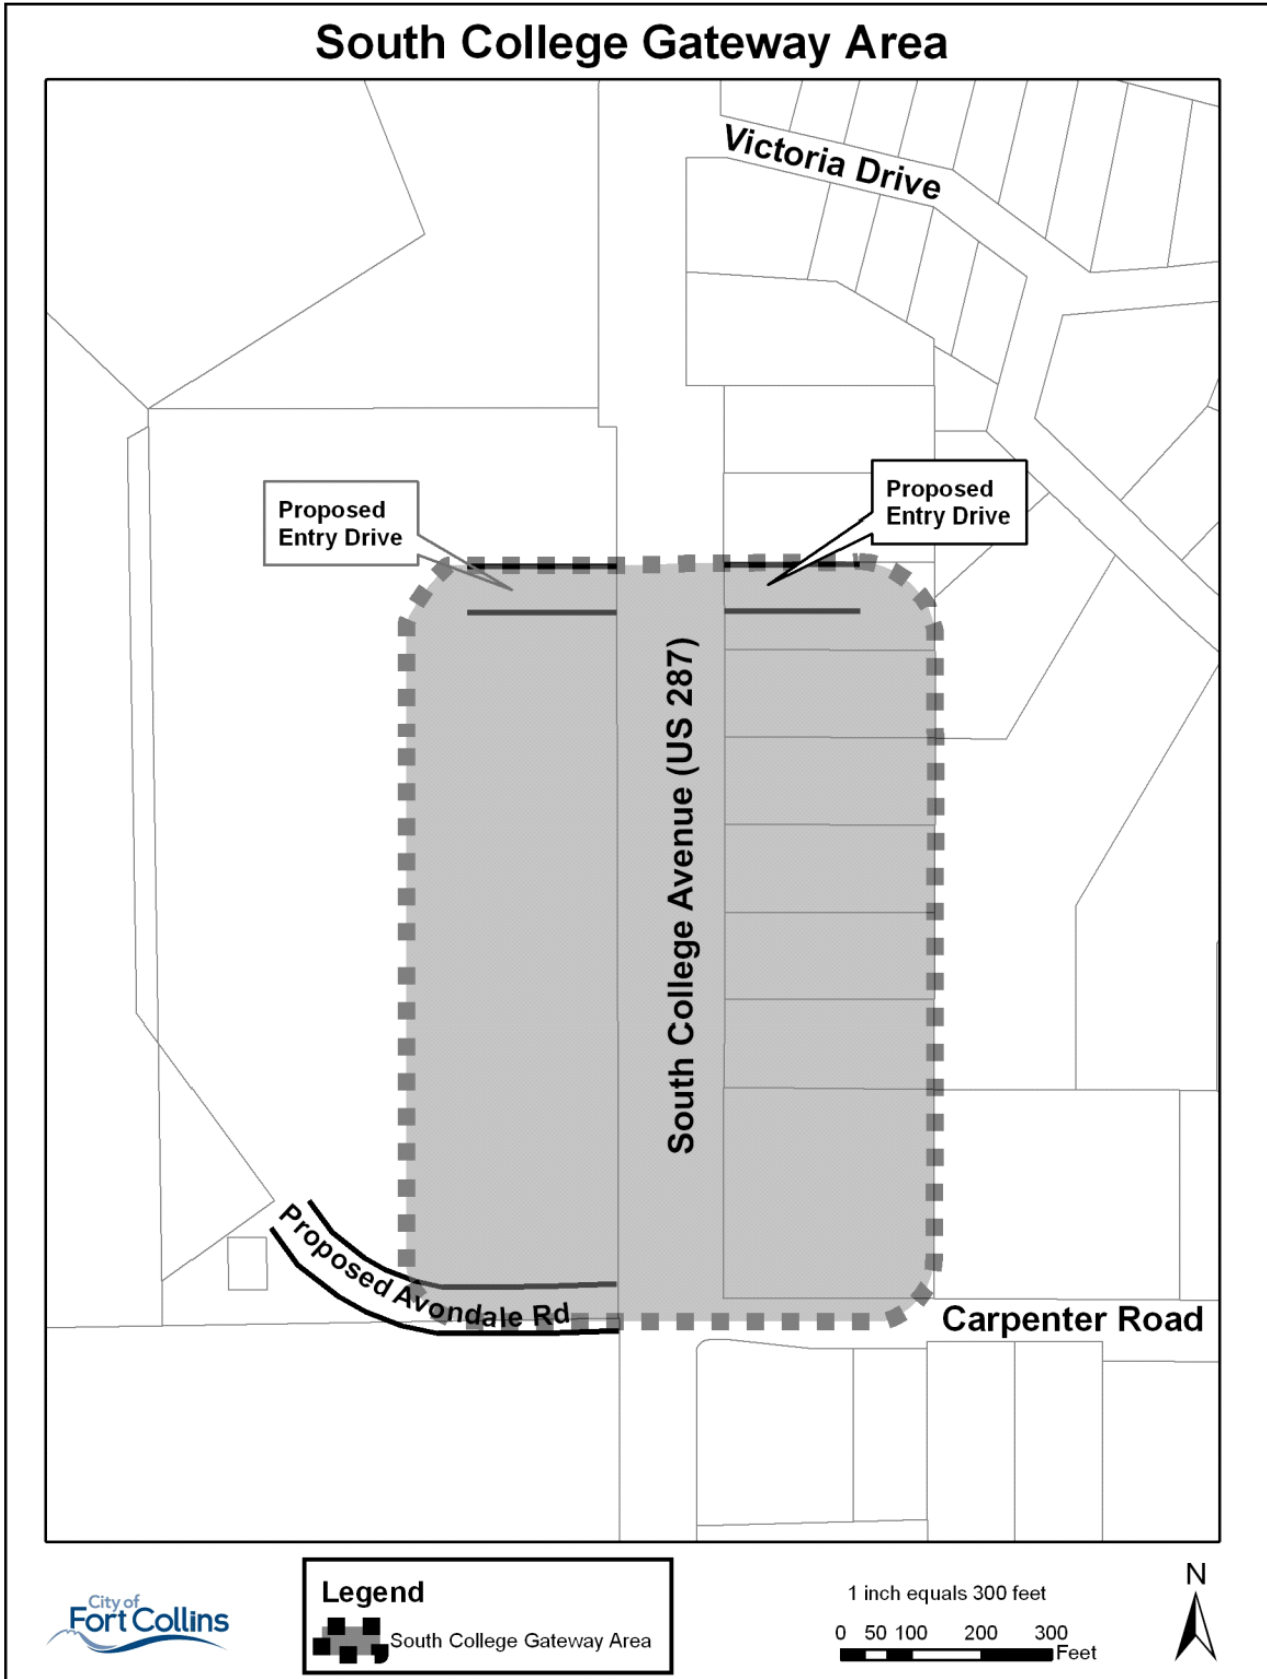 South College Gateway Area
Victoria Drive
Proposed
Entry Drive
Proposed
Entry Drive
South College Avenue (US 287)
Proposed Avondale Rd
Carpenter Road
City of
Fort Collins
Legend
South College Gateway Area
1 inch equals 300 feet
0 50 100 200 300
Feet
N